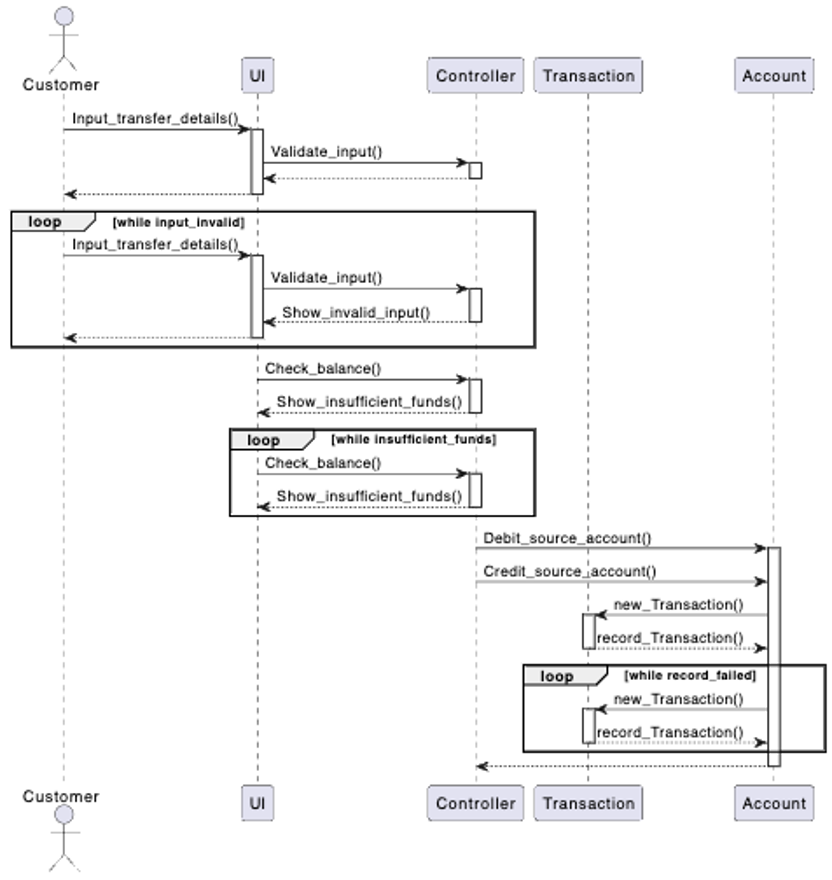 Customer
UI
Controller
Transaction
Account
Input_transfer_details()
Validate_input()
loop [while input_invalid]
Input_transfer_details()
Validate_input()
Show_invalid_input()
Check_balance()
Show_insufficient_funds()
loop [while insufficient_funds]
Check_balance()
Show_insufficient_funds()
Debit_source_account()
Credit_source_account()
new_Transaction()
record_Transaction()
loop [while record_failed]
new_Transaction()
record_Transaction()
Customer
UI
Controller
Transaction
Account